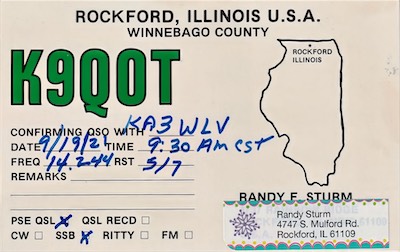 ROCKFORD, ILLINOIS U.S.A.
WINNEBAGO COUNTY
K9QOT
ROCKFORD
ILLINOIS
CONFIRMING QSO WITH KA3WLV
DATE 9/19/21 TIME 9:30 Am CST
FREQ 14.244 RST 5/7
REMARKS
RANDY E. STURM
PSE QSL X QSL RECD
CW SSB X RITTY FM
Randy Sturm
4747 S. Mulford Rd.
Rockford, IL 61109